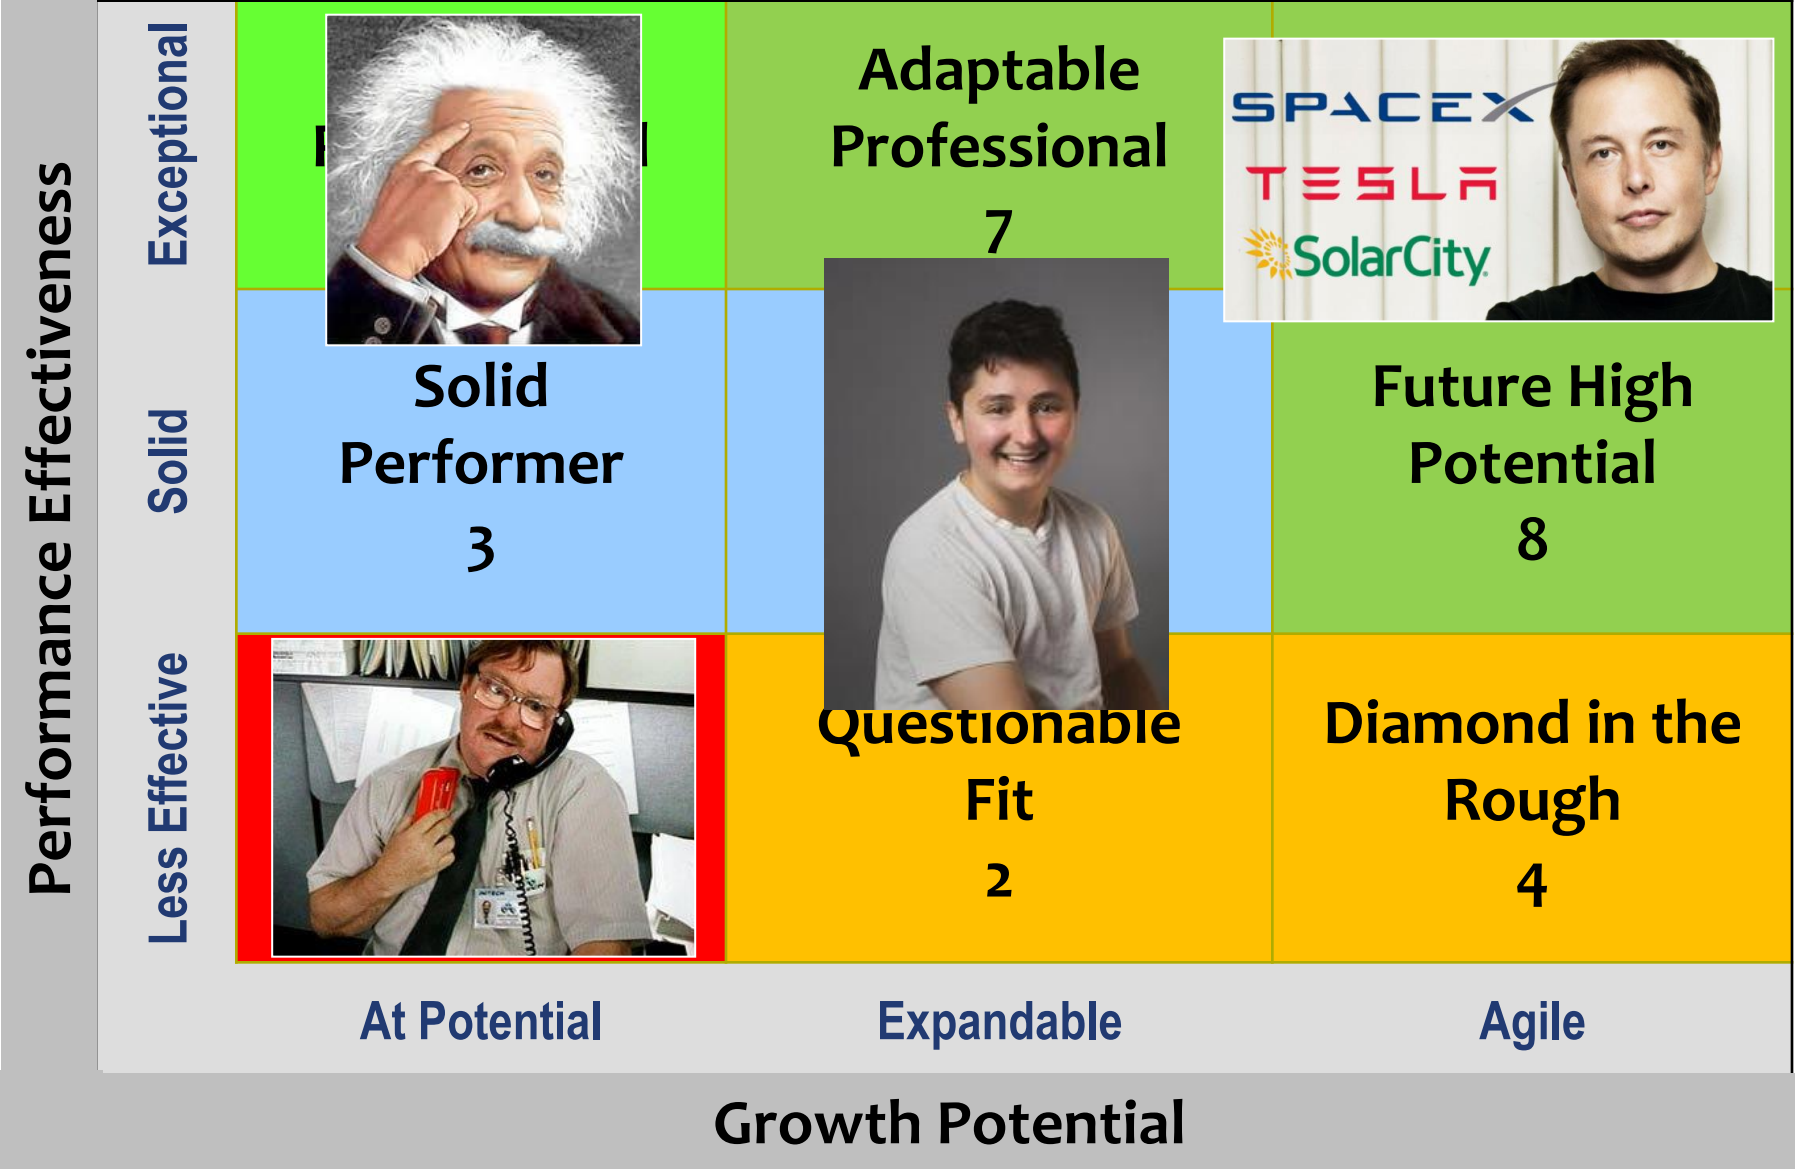 Performance Effectiveness
Exceptional
Solid
Less Effective
Adaptable
Professional
7
SPACEX
TESLA
SolarCity
Solid
Performer
3
Future High
Potential
8
Questionable
Fit
2
Diamond in the
Rough
4
INITECH
At Potential
Expandable
Agile
Growth Potential